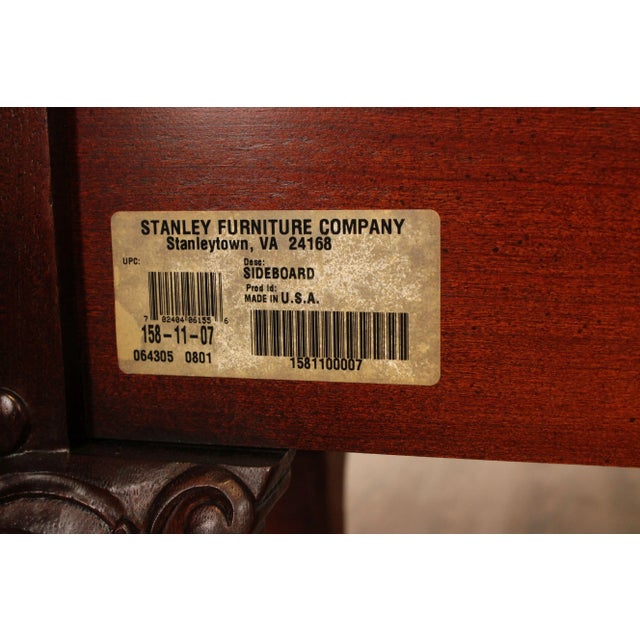 STANLEY FURNITURE COMPANY
Stanleytown, VA 24168
UPC:
Desc:
SIDEBOARD
Prod Id:
MADE IN U.S.A.
7 02404 06155 6
158-11-07
064305 0801
1581100007